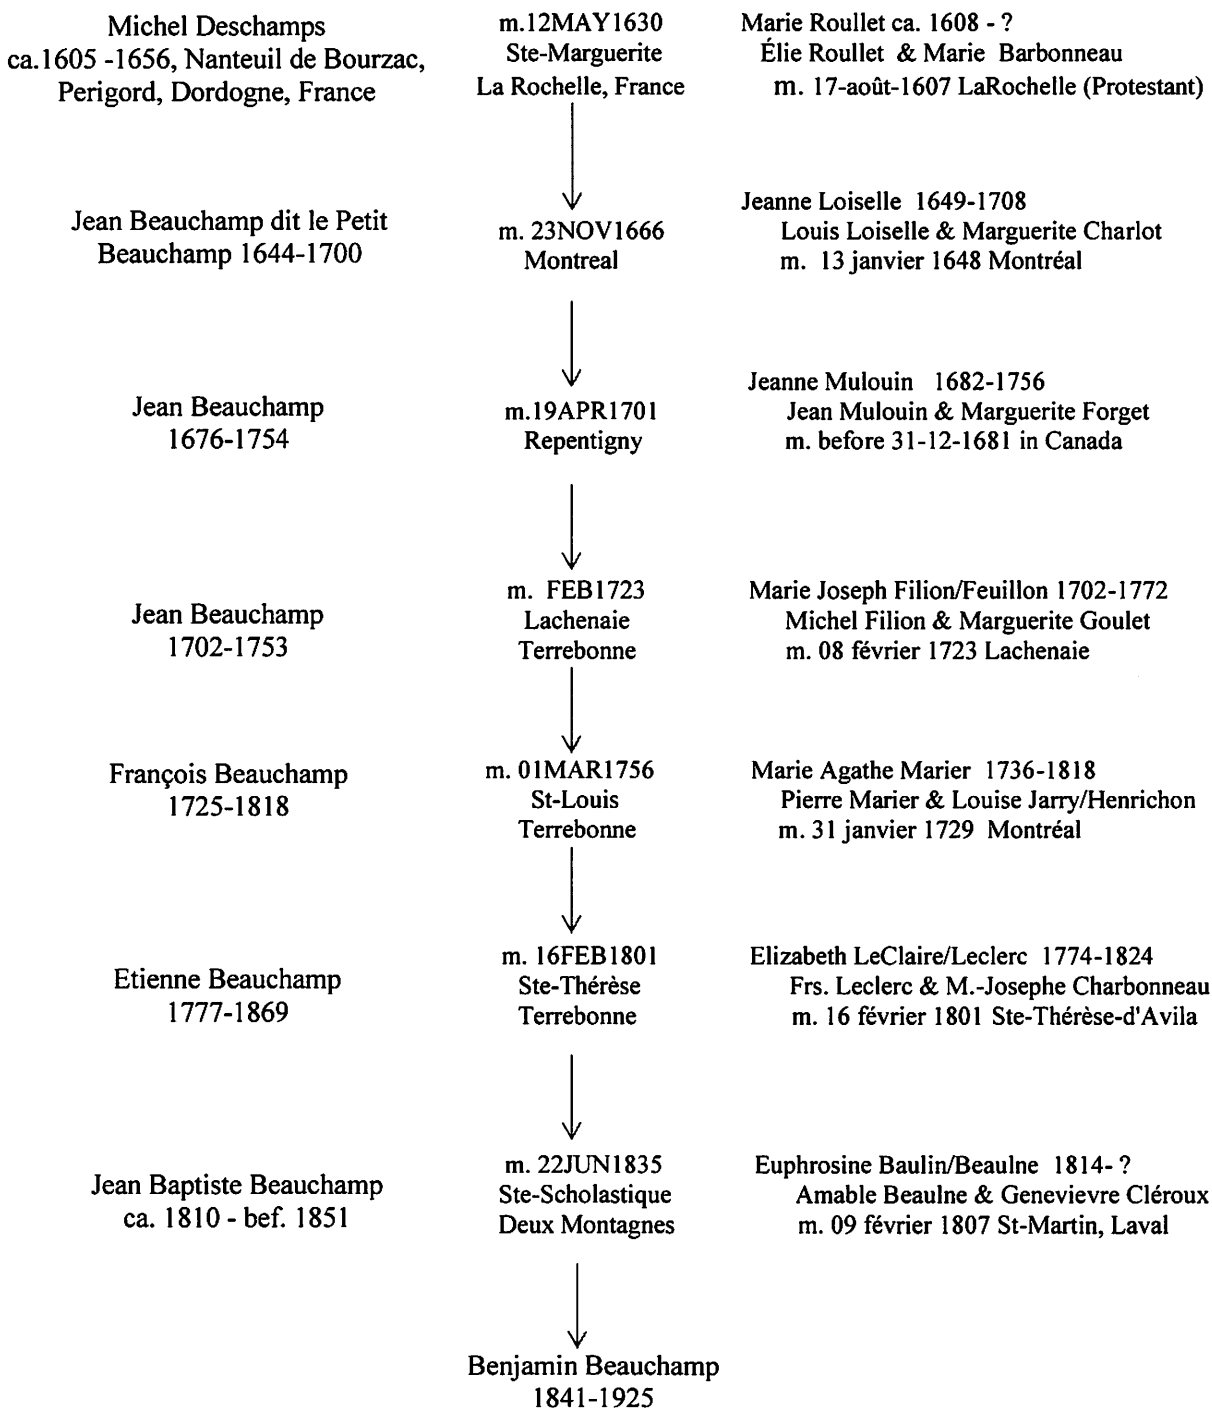 Michel Deschamps
ca.1605 -1656, Nanteuil de Bourzac,
Perigord, Dordogne, France
m.12MAY1630
Ste-Marguerite
La Rochelle, France
Marie Roullet ca. 1608 - ?
Élie Roullet & Marie Barbonneau
m. 17-août-1607 LaRochelle (Protestant)
Jean Beauchamp dit le Petit
Beauchamp 1644-1700
m. 23NOV1666
Montreal
Jeanne Loiselle 1649-1708
Louis Loiselle & Marguerite Charlot
m. 13 janvier 1648 Montréal
Jean Beauchamp
1676-1754
m.19APR1701
Repentigny
Jeanne Mulouin 1682-1756
Jean Mulouin & Marguerite Forget
m. before 31-12-1681 in Canada
Jean Beauchamp
1702-1753
m. FEB1723
Lachenaie
Terrebonne
Marie Joseph Filion/Feuillon 1702-1772
Michel Filion & Marguerite Goulet
m. 08 février 1723 Lachenaie
François Beauchamp
1725-1818
m. 01MAR1756
St-Louis
Terrebonne
Marie Agathe Marier 1736-1818
Pierre Marier & Louise Jarry/Henrichon
m. 31 janvier 1729 Montréal
Etienne Beauchamp
1777-1869
m. 16FEB1801
Ste-Thérèse
Terrebonne
Elizabeth LeClaire/Leclerc 1774-1824
Frs. Leclerc & M.-Josephe Charbonneau
m. 16 février 1801 Ste-Thérèse-d'Avila
Jean Baptiste Beauchamp
ca. 1810 - bef. 1851
m. 22JUN1835
Ste-Scholastique
Deux Montagnes
Euphrosine Baulin/Beaulne 1814- ?
Amable Beaulne & Genevievre Cléroux
m. 09 février 1807 St-Martin, Laval
Benjamin Beauchamp
1841-1925